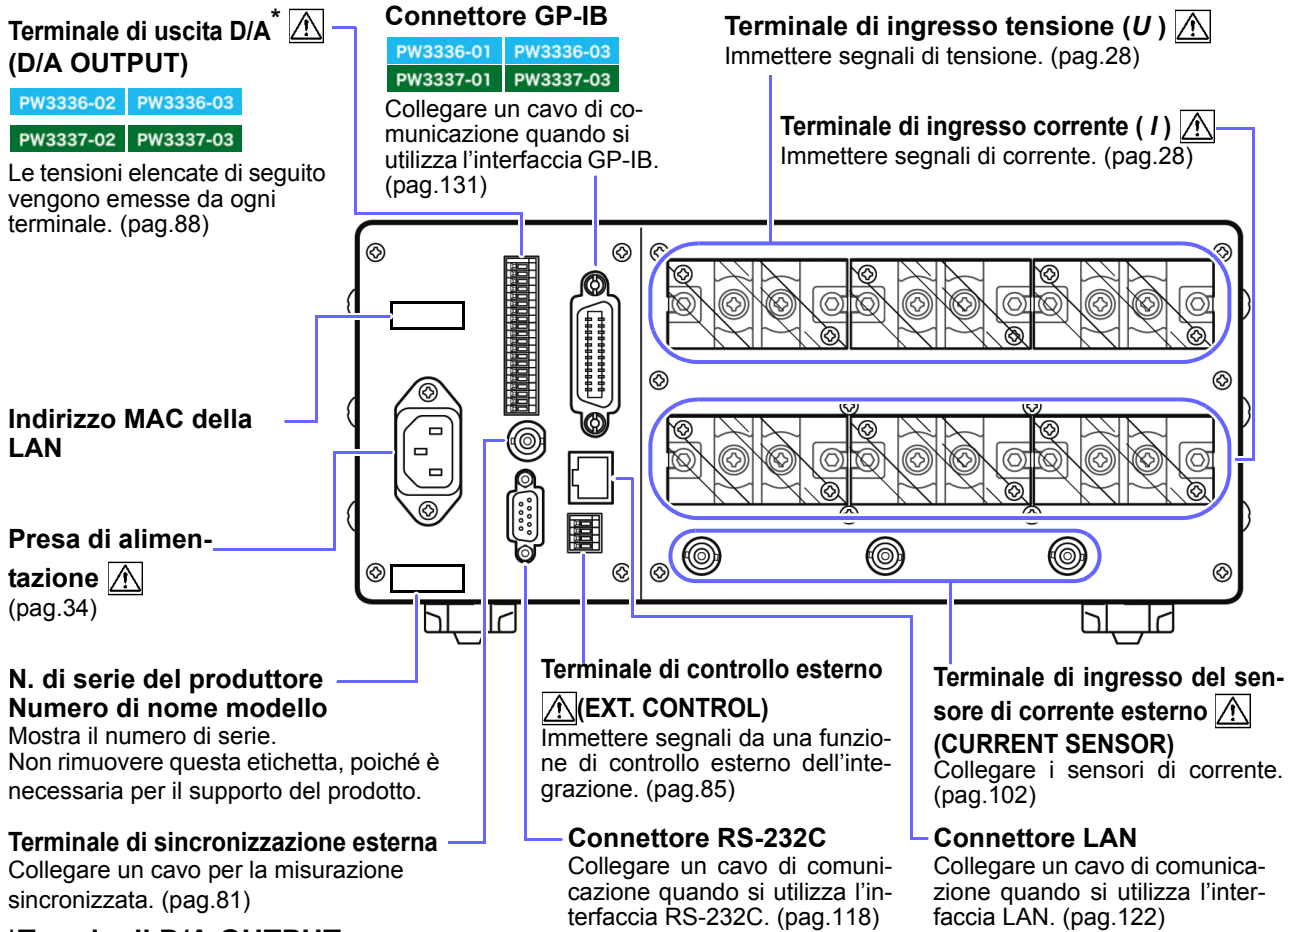 Terminale di uscita D/A*
(D/A OUTPUT)
PW3336-02 PW3336-03
PW3337-02 PW3337-03
Le tensioni elencate di seguito
vengono emesse da ogni
terminale. (pag.88)
Connettore GP-IB
PW3336-01 PW3336-03
PW3337-01 PW3337-03
Collegare un cavo di co-
municazione quando si
utilizza l'interfaccia GP-IB.
(pag.131)
Terminale di ingresso tensione (U )
Immettere segnali di tensione. (pag.28)
Terminale di ingresso corrente ( I )
Immettere segnali di corrente. (pag.28)
Indirizzo MAC della
LAN
Presa di alimen-
tazione
(pag.34)
N. di serie del produttore
Numero di nome modello
Mostra il numero di serie.
Non rimuovere questa etichetta, poiché è
necessaria per il supporto del prodotto.
Terminale di sincronizzazione esterna
Collegare un cavo per la misurazione
sincronizzata. (pag.81)
Terminale di controllo esterno
(EXT. CONTROL)
Immettere segnali da una funzio-
ne di controllo esterno dell'inte-
grazione. (pag.85)
Connettore RS-232C
Collegare un cavo di comuni-
cazione quando si utilizza l'in-
terfaccia RS-232C. (pag.118)
Terminale di ingresso del sen-
sore di corrente esterno
(CURRENT SENSOR)
Collegare i sensori di corrente.
(pag.102)
Connettore LAN
Collegare un cavo di comunica-
zione quando si utilizza l'inter-
faccia LAN. (pag.122)